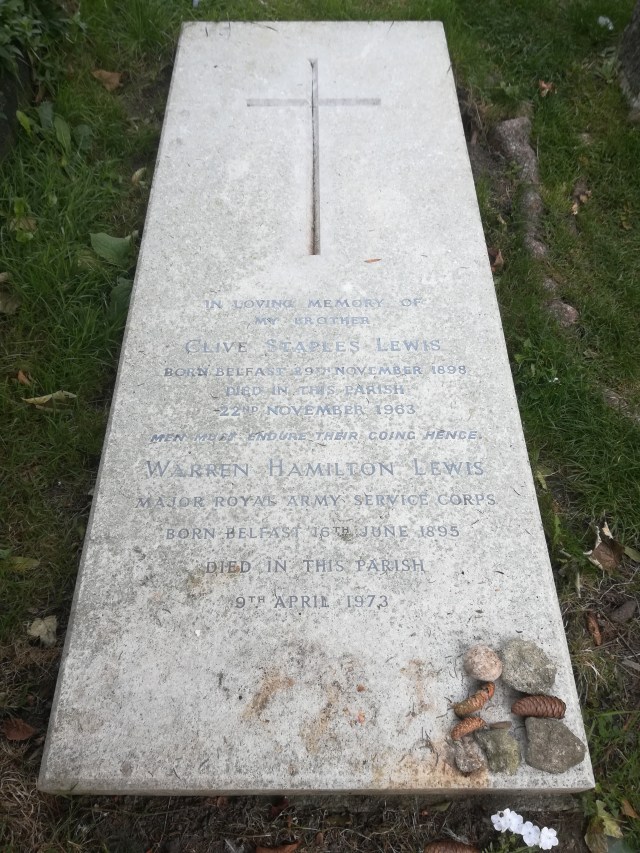 IN LOVING MEMORY OF
MY BROTHER
CLIVE STAPLES LEWIS
BORN BELFAST 29TH NOVEMBER 1898
DIED IN THIS PARISH
22ND NOVEMBER 1963
MEN MUST ENDURE THEIR GOING HENCE.
WARREN HAMILTON LEWIS
MAJOR ROYAL ARMY SERVICE CORPS
BORN BELFAST 16TH JUNE 1895
DIED IN THIS PARISH
9TH APRIL 1973